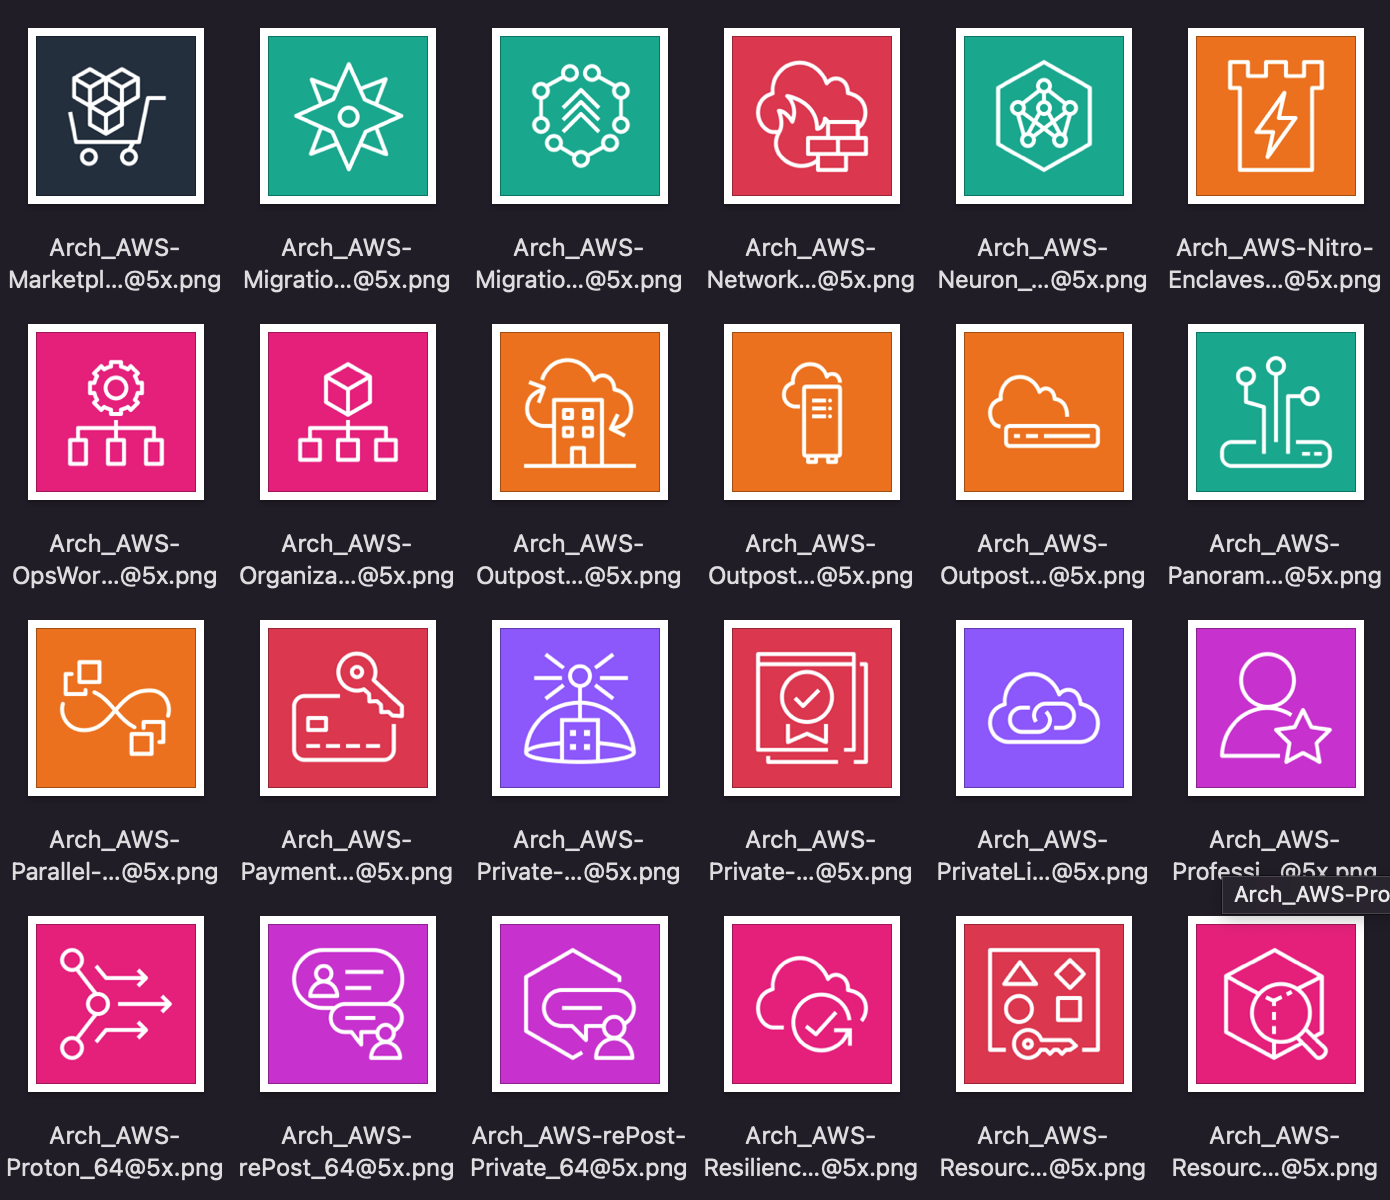 Arch_AWS-
Marketpl...@5x.png
Arch_AWS-
Migratio...@5x.png
Arch_AWS-
Migratio...@5x.png
Arch_AWS-
Network...@5x.png
Arch_AWS-
Neuron_...@5x.png
Arch_AWS-Nitro-
Enclaves...@5x.png
Arch_AWS-
OpsWor...@5x.png
Arch_AWS-
Organiza...@5x.png
Arch_AWS-
Outpost...@5x.png
Arch_AWS-
Outpost...@5x.png
Arch_AWS-
Outpost...@5x.png
Arch_AWS-
Panoram...@5x.png
Arch_AWS-
Parallel-...@5x.png
Arch_AWS-
Payment...@5x.png
Arch_AWS-
Private-...@5x.png
Arch_AWS-
Private-...@5x.png
Arch_AWS-
PrivateLi...@5x.png
Arch_AWS-
Professi...@5x.png
Arch_AWS-Pro
Arch_AWS-
Proton_64@5x.png
Arch_AWS-
rePost_64@5x.png
Arch_AWS-rePost-
Private_64@5x.png
Arch_AWS-
Resilienc...@5x.png
Arch_AWS-
Resourc...@5x.png
Arch_AWS-
Resourc...@5x.png